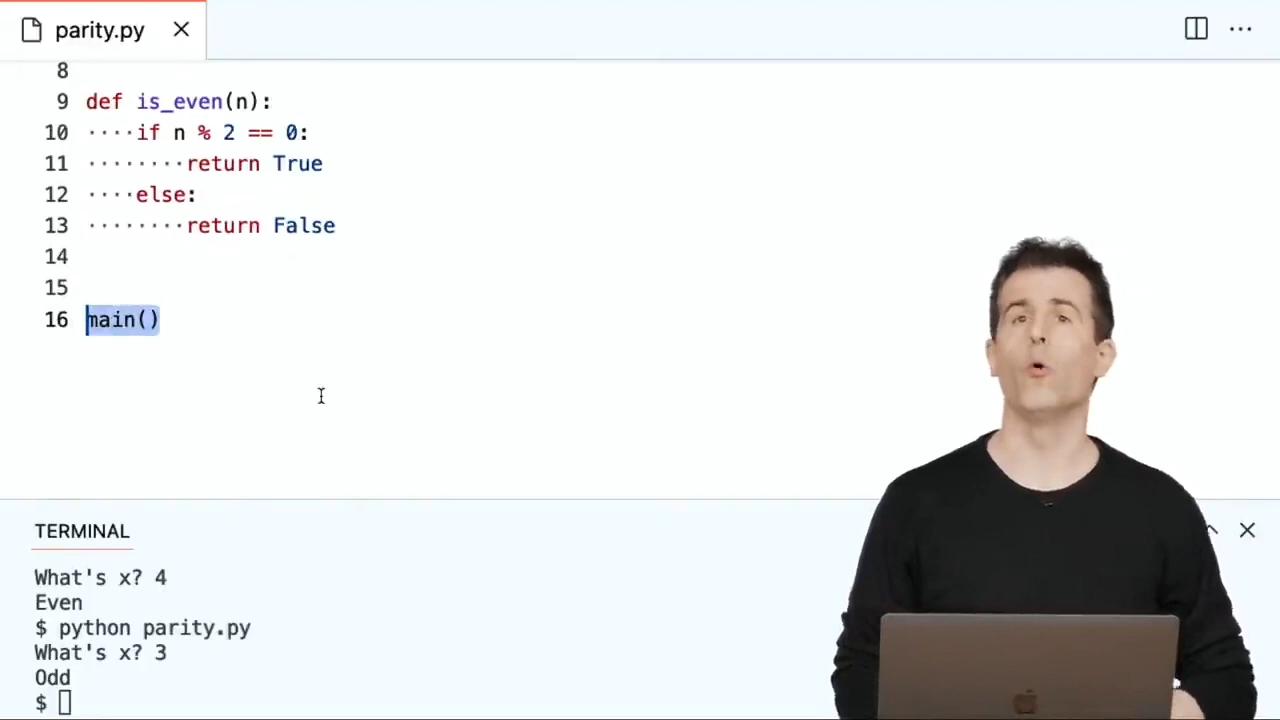 parity.py
8
9 def is_even(n):
10 ····if n % 2 == 0:
11 ········return True
12 ····else:
13 ········return False
14
15
16 main()
TERMINAL
What's x? 4
Even
$ python parity.py
What's x? 3
Odd
$